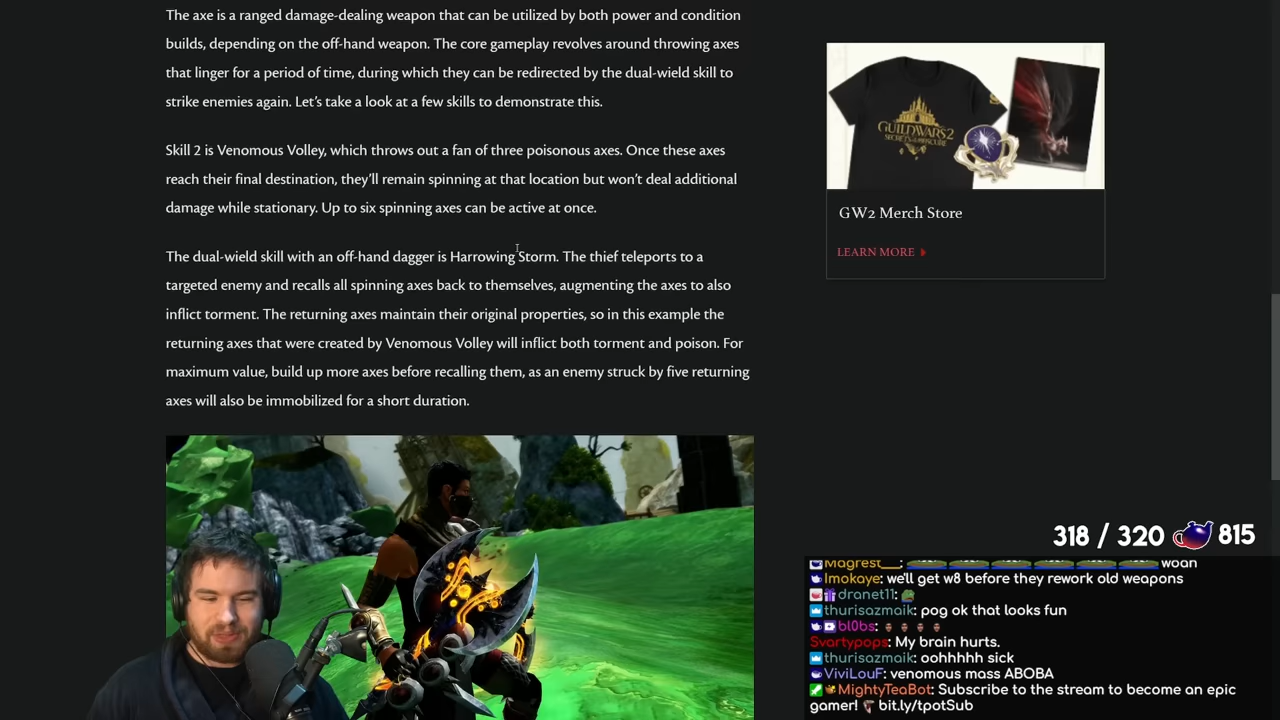 The axe is a ranged damage-dealing weapon that can be utilized by both power and condition
builds, depending on the off-hand weapon. The core gameplay revolves around throwing axes
that linger for a period of time, during which they can be redirected by the dual-wield skill to
strike enemies again. Let's take a look at a few skills to demonstrate this.
Skill 2 is Venomous Volley, which throws out a fan of three poisonous axes. Once these axes
reach their final destination, they'll remain spinning at that location but won't deal additional
damage while stationary. Up to six spinning axes can be active at once.
The dual-wield skill with an off-hand dagger is Harrowing Storm. The thief teleports to a
targeted enemy and recalls all spinning axes back to themselves, augmenting the axes to also
inflict torment. The returning axes maintain their original properties, so in this example the
returning axes that were created by Venomous Volley will inflict both torment and poison. For
maximum value, build up more axes before recalling them, as an enemy struck by five returning
axes will also be immobilized for a short duration.
GUILD WARS 2
SECRETS OF THE OBSCURE
GW2 Merch Store
LEARN MORE
318 / 320 815
Magrest___: woah
Imokaye: we'll get w8 before they rework old weapons
dranet11:
thurisazmaik: pog ok that looks fun
bl0bs:
Svartypops: My brain hurts.
thurisazmaik: oohhhhh sick
ViviLouF: venomous mass ABOBA
MightyTeaBot: Subscribe to the stream to become an epic
gamer! bit.ly/tpotSub